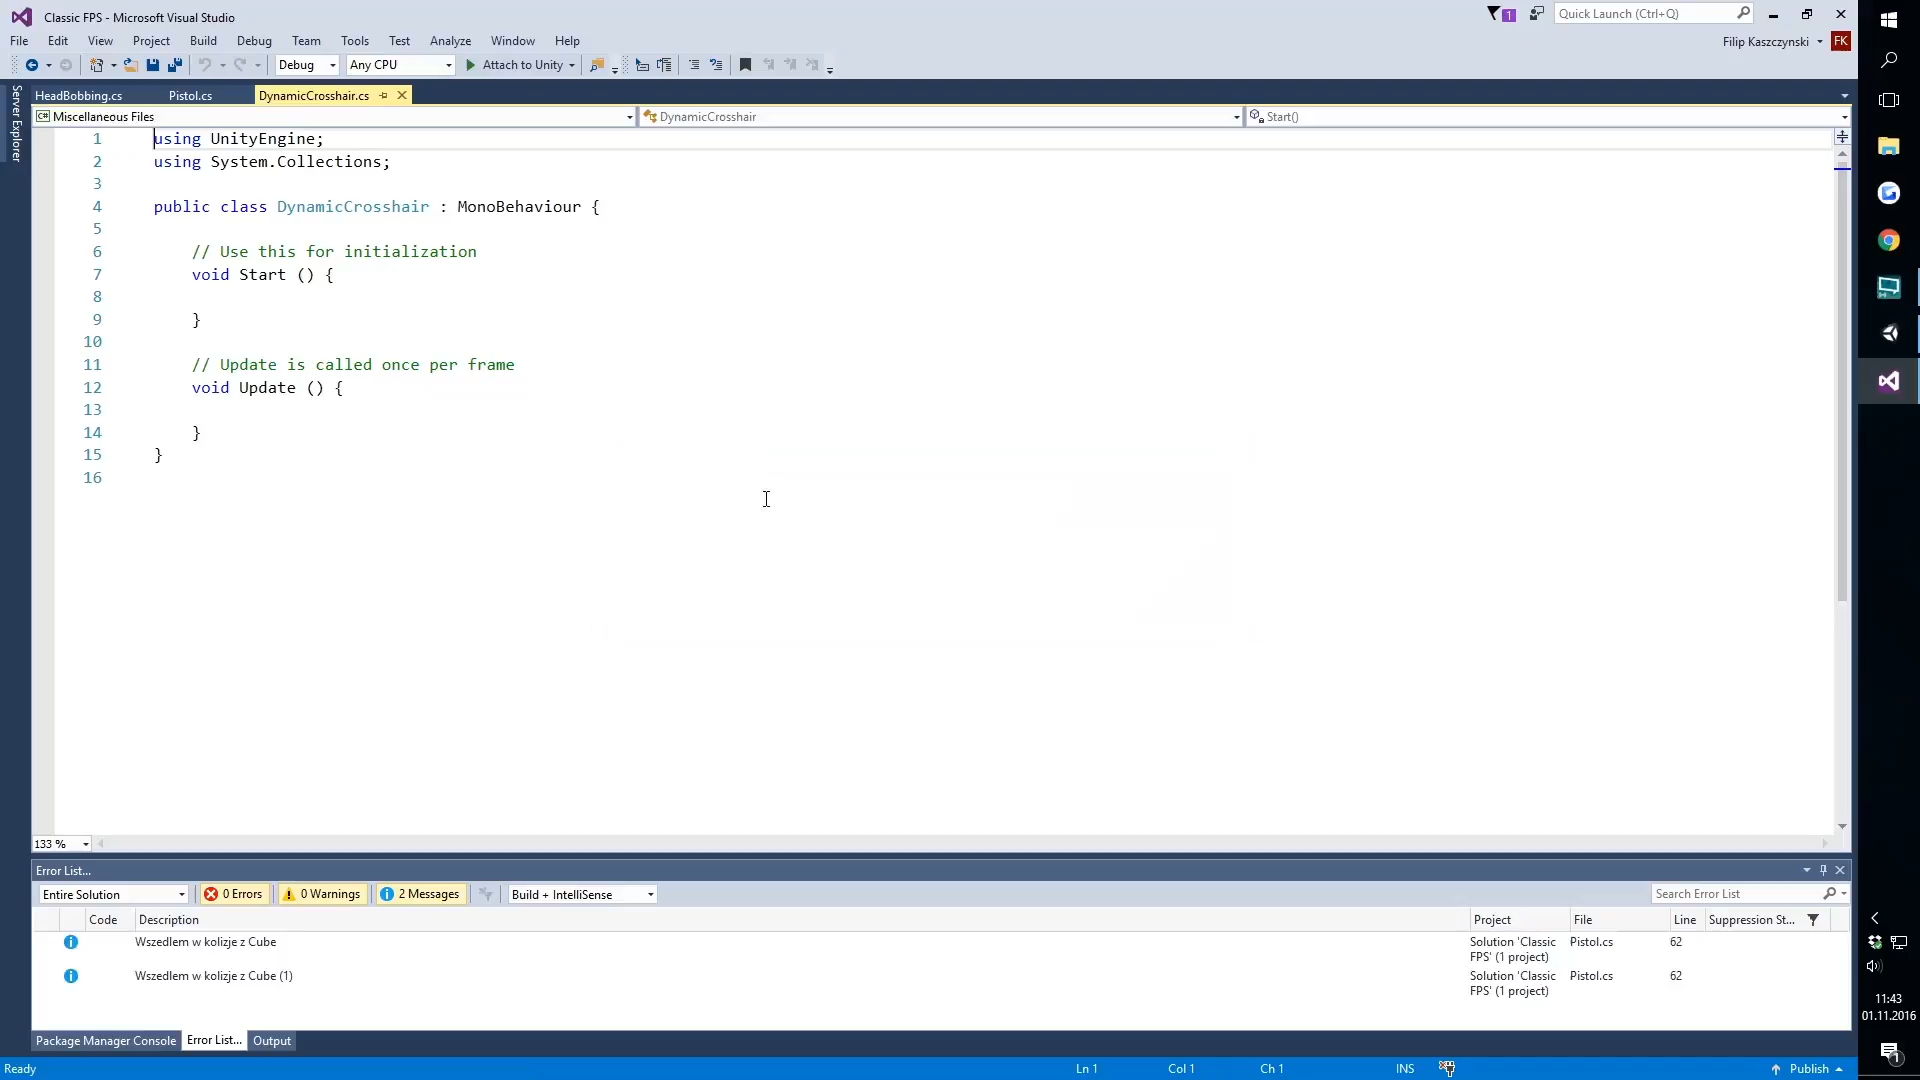 Classic FPS - Microsoft Visual Studio
1
Quick Launch (Ctrl+Q)
File Edit View Project Build Debug Team Tools Test Analyze Window Help
Filip Kaszczynski FK
Debug Any CPU Attach to Unity
Server Explorer
HeadBobbing.cs Pistol.cs DynamicCrosshair.cs
C# Miscellaneous Files DynamicCrosshair Start()
1 using UnityEngine;
2 using System.Collections;
3
4 public class DynamicCrosshair : MonoBehaviour {
5
6 // Use this for initialization
7 void Start () {
8
9 }
10
11 // Update is called once per frame
12 void Update () {
13
14 }
15 }
16
133 %
Error List...
Entire Solution 0 Errors 0 Warnings 2 Messages Build + IntelliSense Search Error List
Code Description Project File Line Suppression St...
Wszedlem w kolizje z Cube Solution 'Classic FPS' (1 project) Pistol.cs 62
Wszedlem w kolizje z Cube (1) Solution 'Classic FPS' (1 project) Pistol.cs 62
Package Manager Console Error List... Output
Ready Ln 1 Col 1 Ch 1 INS Publish
11:43
01.11.2016
1